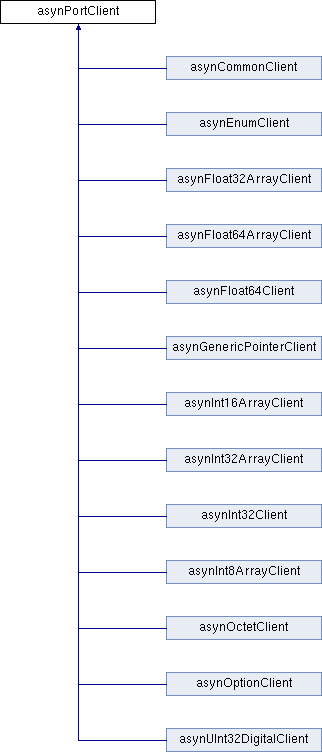 asynPortClient
asynCommonClient
asynEnumClient
asynFloat32ArrayClient
asynFloat64ArrayClient
asynFloat64Client
asynGenericPointerClient
asynInt16ArrayClient
asynInt32ArrayClient
asynInt32Client
asynInt8ArrayClient
asynOctetClient
asynOptionClient
asynUInt32DigitalClient